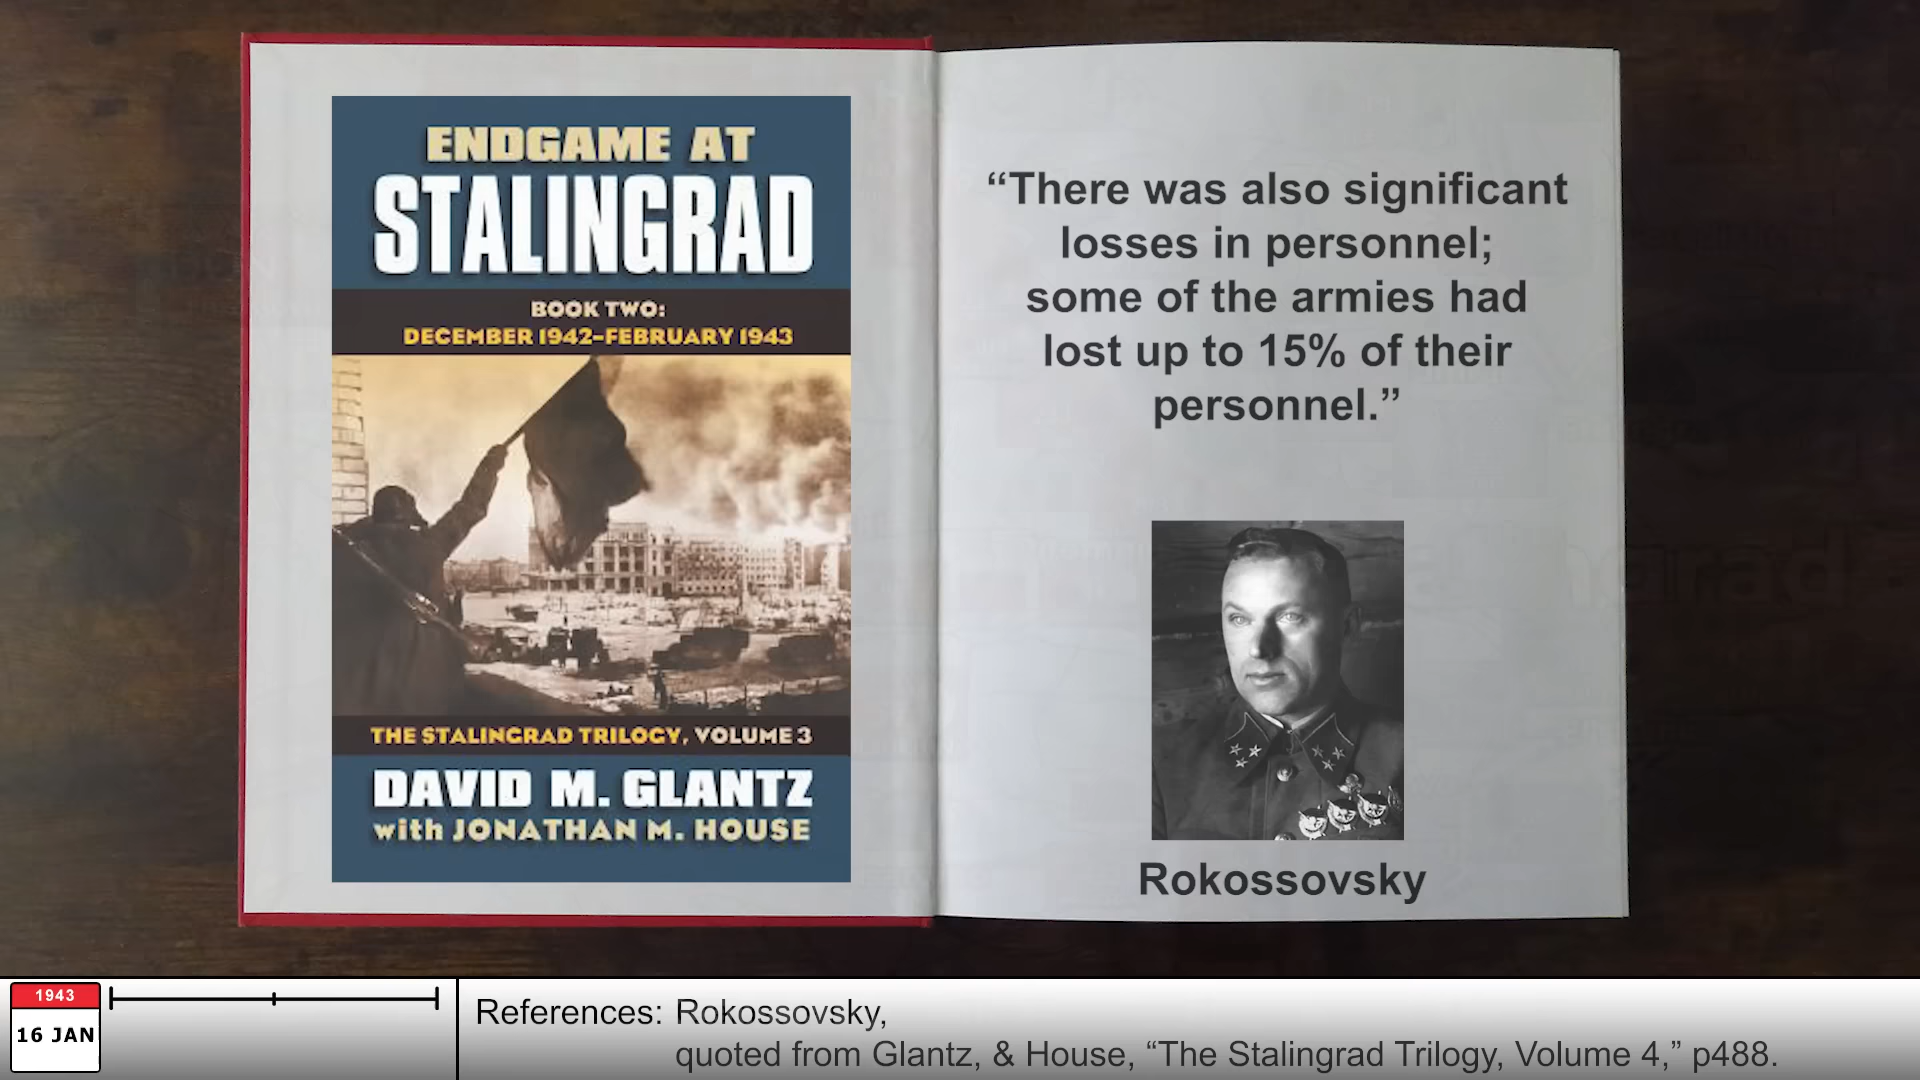 ENDGAME AT
STALINGRAD
BOOK TWO:
DECEMBER 1942–FEBRUARY 1943
THE STALINGRAD TRILOGY, VOLUME 3
DAVID M. GLANTZ
with JONATHAN M. HOUSE
“There was also significant
losses in personnel;
some of the armies had
lost up to 15% of their
personnel.”
Rokossovsky
1943
16 JAN
References: Rokossovsky,
quoted from Glantz, & House, “The Stalingrad Trilogy, Volume 4,” p488.